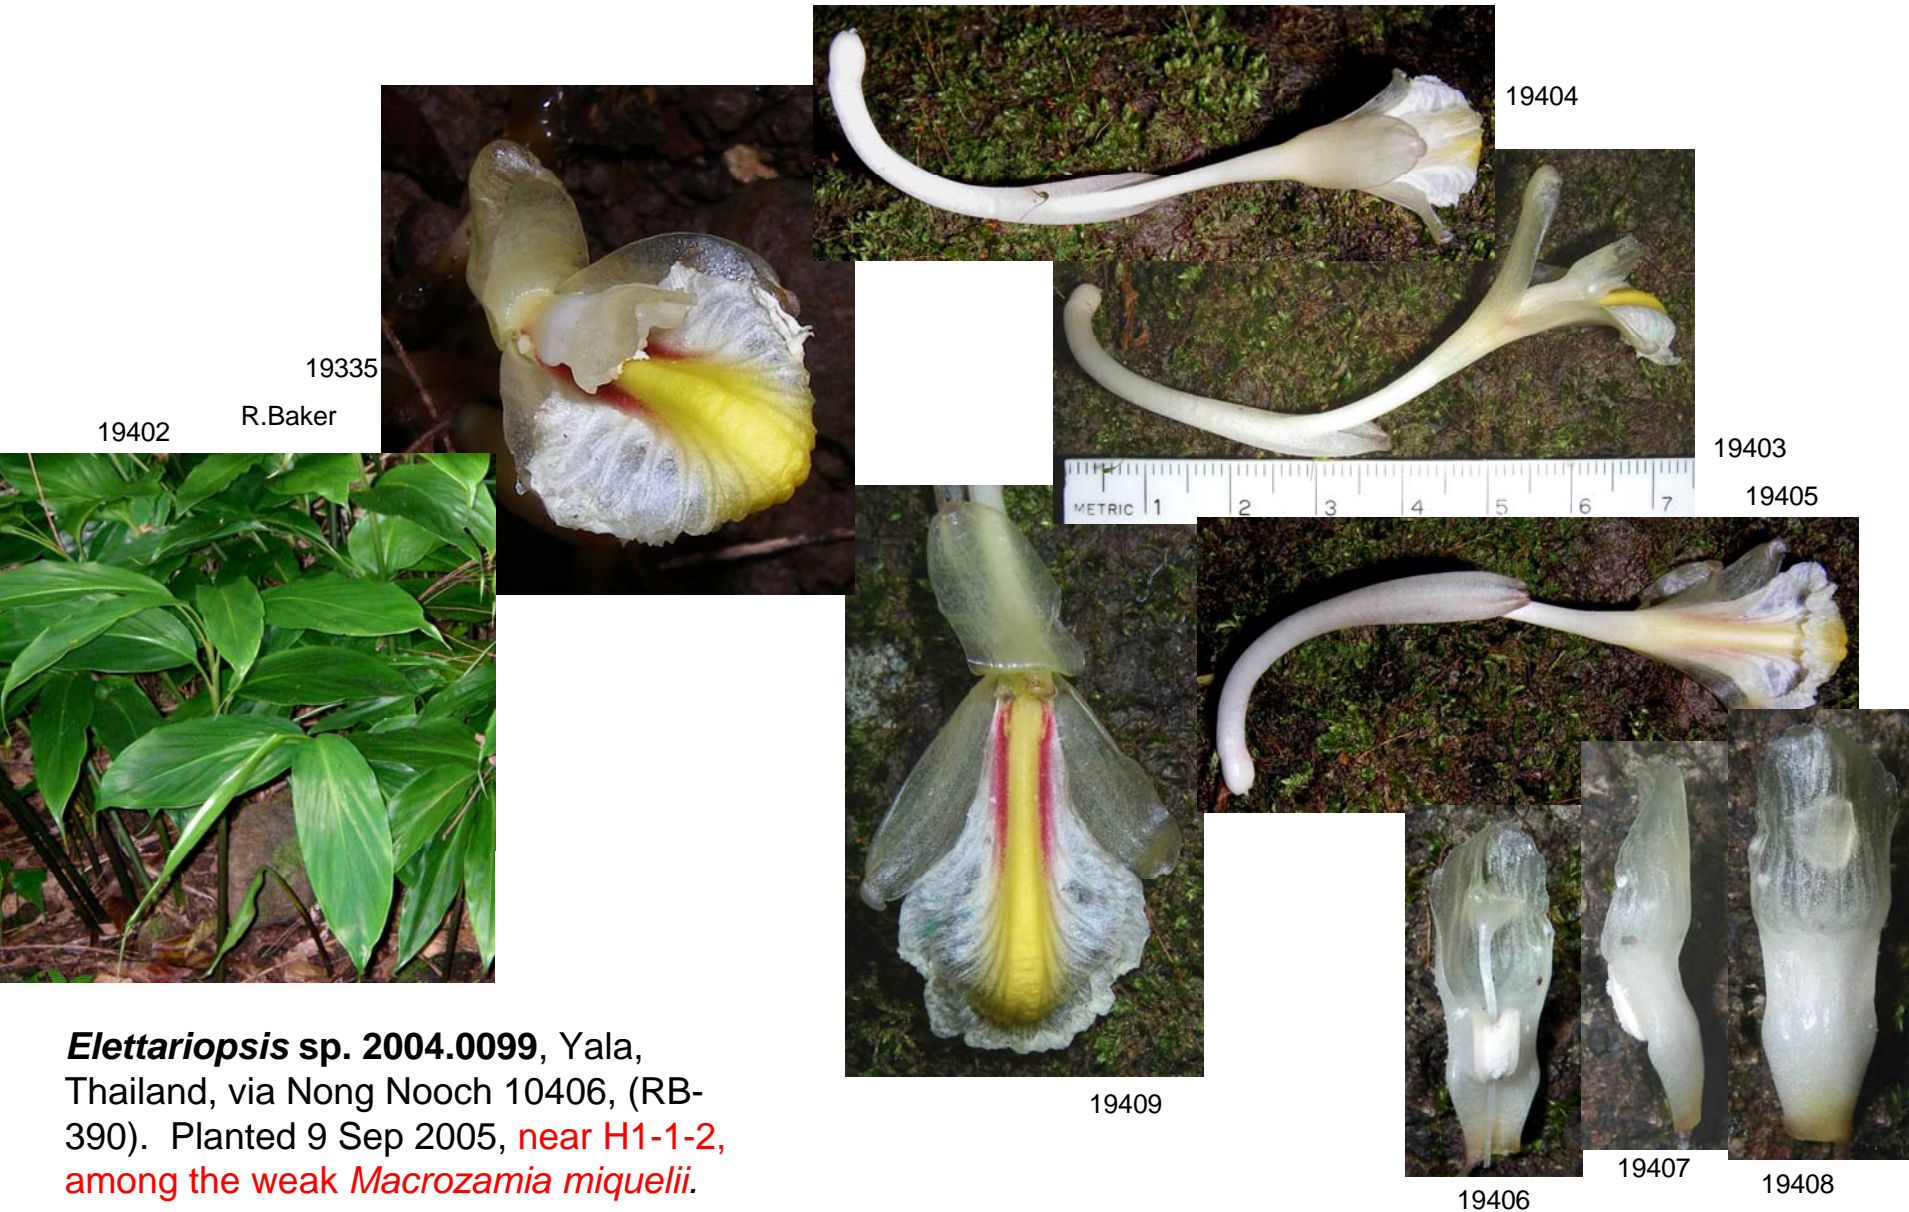 19404
19335
R.Baker
19402
19403
19405
METRIC 1 2 3 4 5 6 7
19409
19407
19408
19406
Elettariopsis sp. 2004.0099, Yala,
Thailand, via Nong Nooch 10406, (RB-
390). Planted 9 Sep 2005, near H1-1-2,
among the weak Macrozamia miquelii.